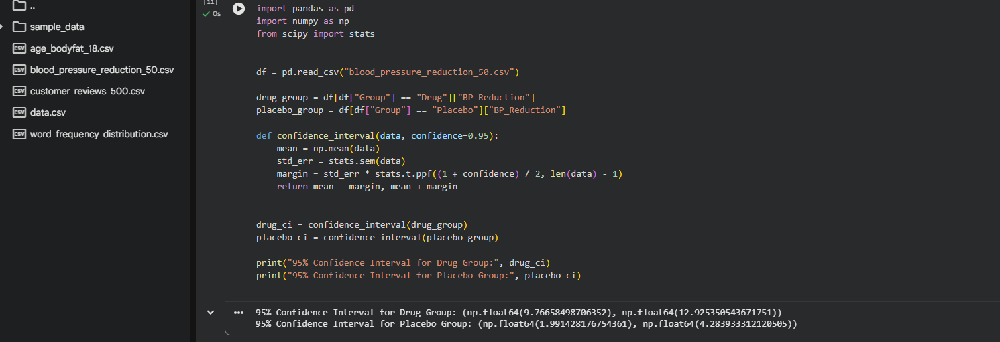 ..
sample_data
age_bodyfat_18.csv
blood_pressure_reduction_50.csv
customer_reviews_500.csv
data.csv
word_frequency_distribution.csv
[11]
0s
import pandas as pd
import numpy as np
from scipy import stats
df = pd.read_csv("blood_pressure_reduction_50.csv")
drug_group = df[df["Group"] == "Drug"]["BP_Reduction"]
placebo_group = df[df["Group"] == "Placebo"]["BP_Reduction"]
def confidence_interval(data, confidence=0.95):
    mean = np.mean(data)
    std_err = stats.sem(data)
    margin = std_err * stats.t.ppf((1 + confidence) / 2, len(data) - 1)
    return mean - margin, mean + margin
drug_ci = confidence_interval(drug_group)
placebo_ci = confidence_interval(placebo_group)
print("95% Confidence Interval for Drug Group:", drug_ci)
print("95% Confidence Interval for Placebo Group:", placebo_ci)
95% Confidence Interval for Drug Group: (np.float64(9.76658498706352), np.float64(12.925350543671751))
95% Confidence Interval for Placebo Group: (np.float64(1.991428176754361), np.float64(4.283933312120505))